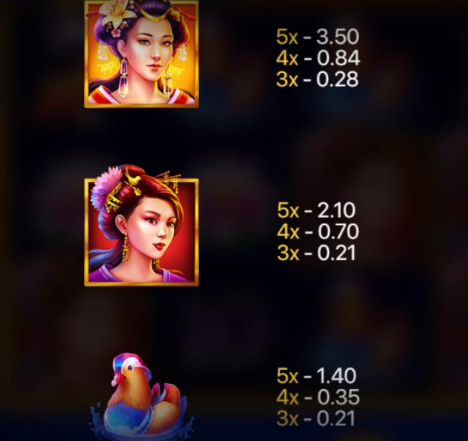 5x - 3.50
4x - 0.84
3x - 0.28
5x - 2.10
4x - 0.70
3x - 0.21
5x - 1.40
4x - 0.35
3x - 0.21